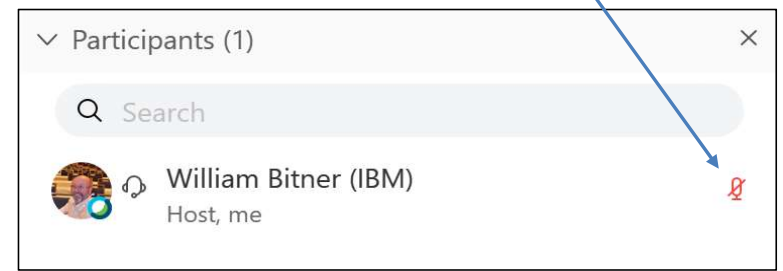 Participants (1)
Search
William Bitner (IBM)
Host, me